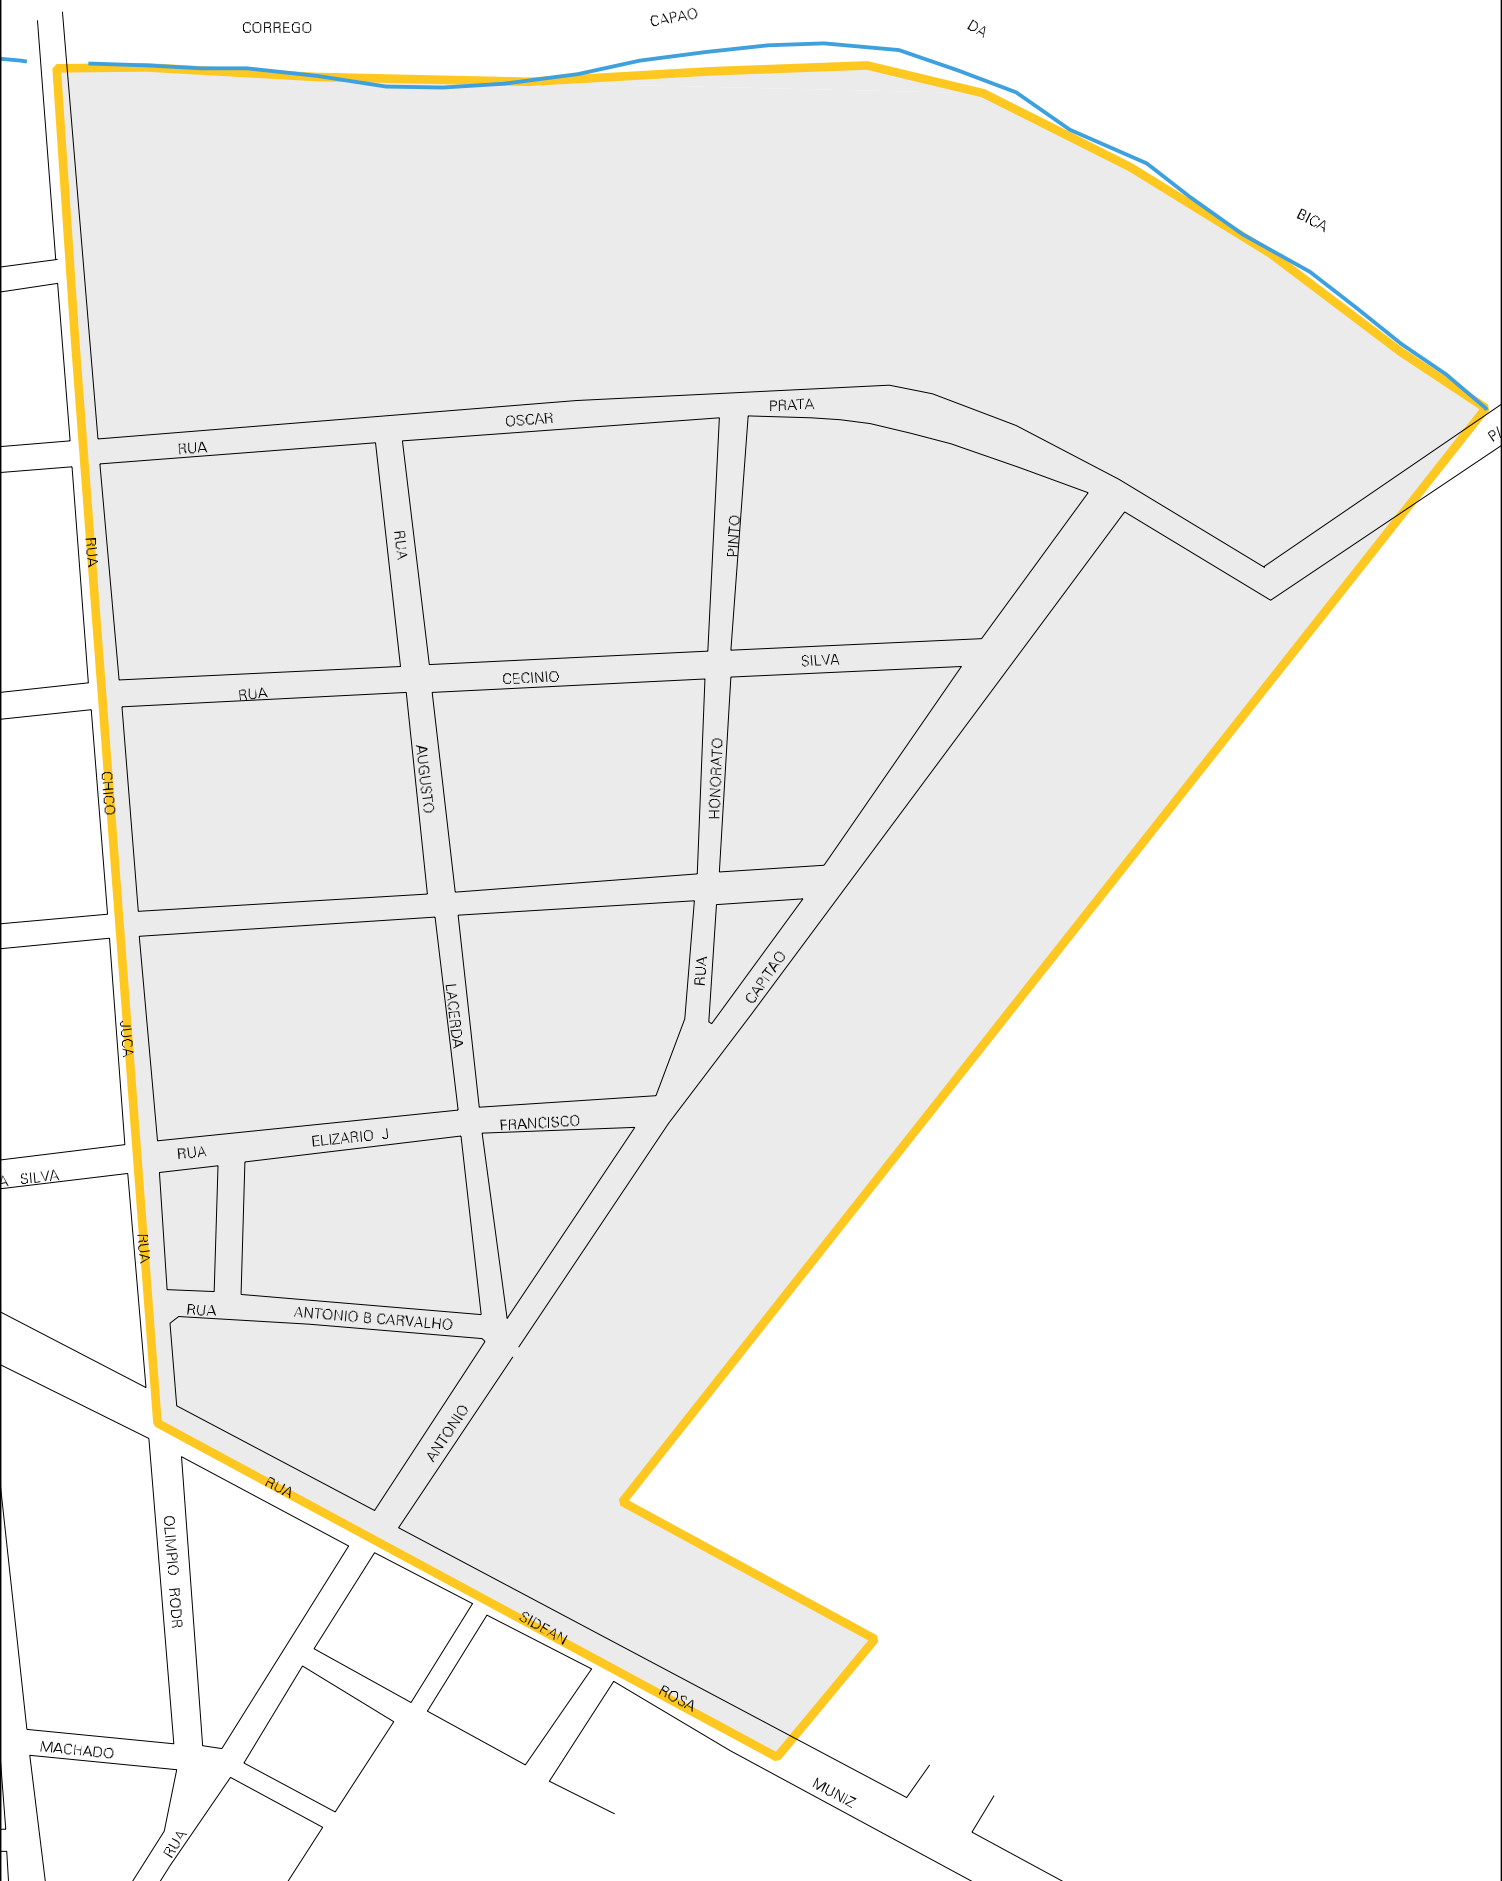 CORREGO
CAPAO
DA
BICA
RUA
OSCAR
PRATA
RUA
RUA
PINTO
RUA
CECINIO
SILVA
CHICO
AUGUSTO
HONORATO
JUCA
LACERDA
RUA
CAPITAO
RUA
ELIZARIO J
FRANCISCO
SILVA
RUA
RUA
ANTONIO B CARVALHO
ANTONIO
RUA
OLIMPIO RODR
SIDEAN
ROSA
MACHADO
MUNIZ
RUA